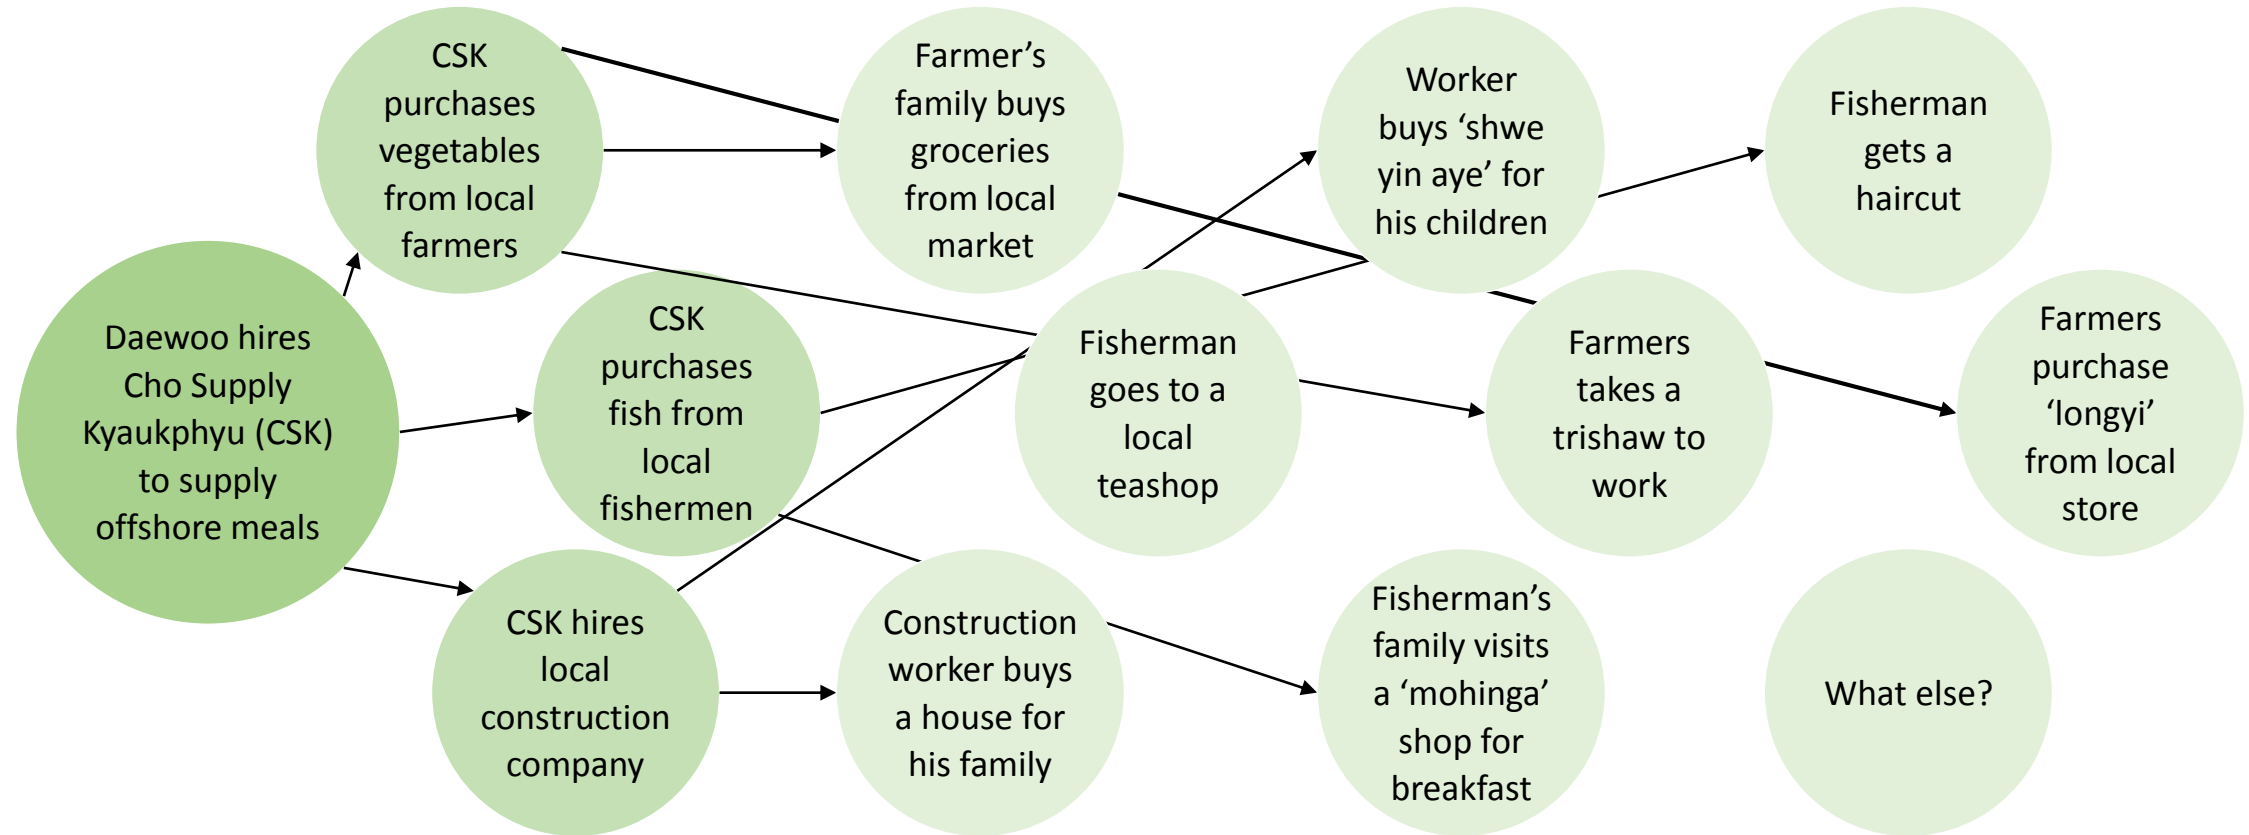 Daewoo hires
Cho Supply
Kyaukphyu (CSK)
to supply
offshore meals
CSK
purchases
vegetables
from local
farmers
CSK
purchases
fish from
local
fishermen
CSK hires
local
construction
company
Farmer’s
family buys
groceries
from local
market
Fisherman
goes to a
local
teashop
Construction
worker buys
a house for
his family
Worker
buys ‘shwe
yin aye’ for
his children
Farmers
takes a
trishaw to
work
Fisherman’s
family visits
a ‘mohinga’
shop for
breakfast
Fisherman
gets a
haircut
Farmers
purchase
‘longyi’
from local
store
What else?